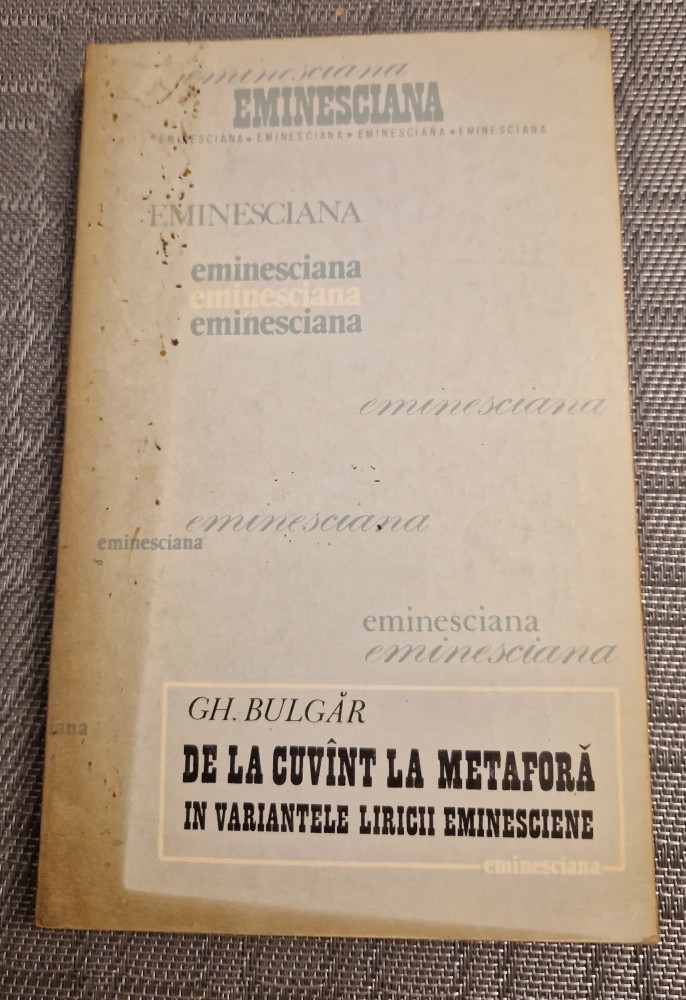 eminesciana
EMINESCIANA
EMINESCIANA • EMINESCIANA • EMINESCIANA • EMINESCIANA
EMINESCIANA
eminesciana
eminesciana
eminesciana
eminesciana
eminesciana
eminesciana
eminesciana
eminesciana
iana
GH. BULGĂR
DE LA CUVÎNT LA METAFORĂ
IN VARIANTELE LIRICII EMINESCIENE
eminesciana